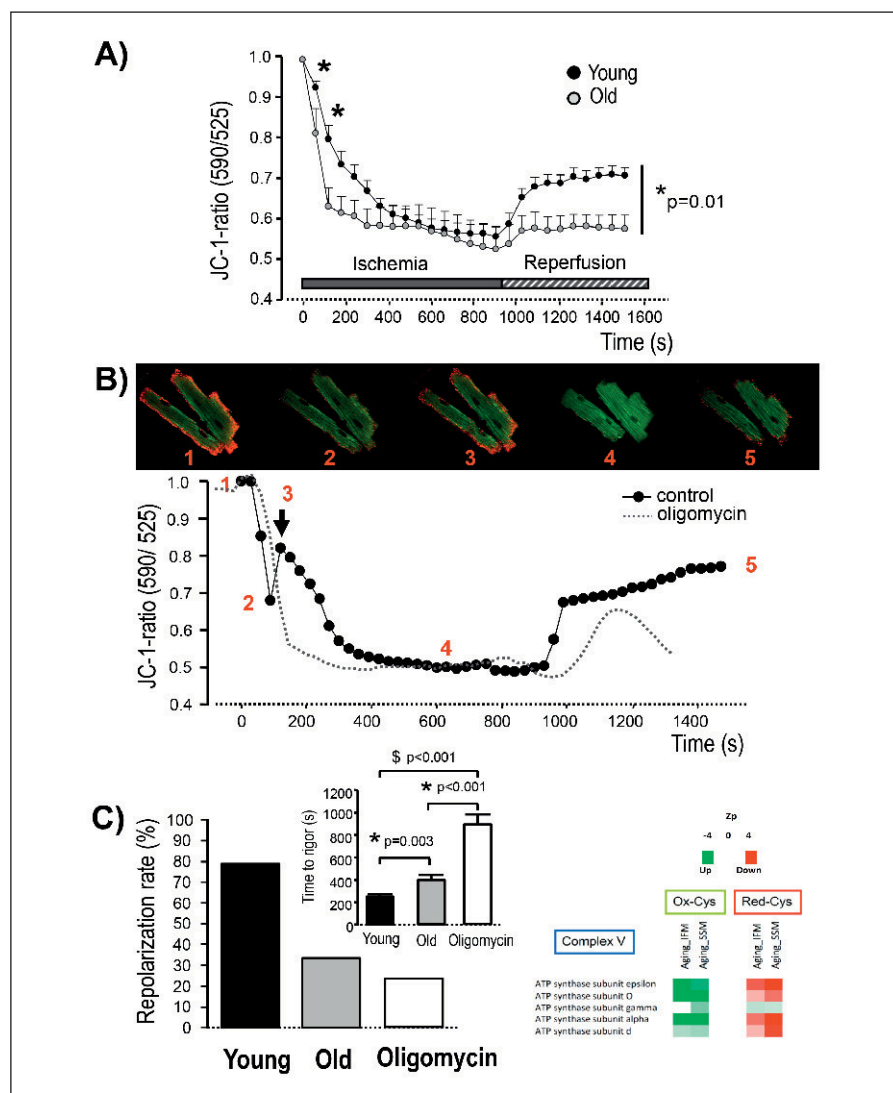 A)
1.0
0.9
0.8
0.7
0.6
0.5
0.4
JC-1-ratio (590/525)
* *
Young
Old
* p=0.01
Ischemia Reperfusion
0 200 400 600 800 1000 1200 1400 1600
Time (s)
B)
1 2 3 4 5
1.0
0.9
0.8
0.7
0.6
0.5
0.4
JC-1-ratio (590/ 525)
1
3
2
4
5
control
oligomycin
0 200 400 600 800 1000 1200 1400
Time (s)
C)
100
90
80
70
60
50
40
30
20
10
0
Repolarization rate (%)
Young Old Oligomycin
$ p<0.001
* p<0.001
* p=0.003
1200
1000
800
600
400
200
0
Time to rigor (s)
Young Old Oligomycin
Zp
-4 0 4
Up Down
Ox-Cys Red-Cys
Aging_IFM Aging_SSM Aging_IFM Aging_SSM
Complex V
ATP synthase subunit epsilon
ATP synthase subunit O
ATP synthase subunit gamma
ATP synthase subunit alpha
ATP synthase subunit d